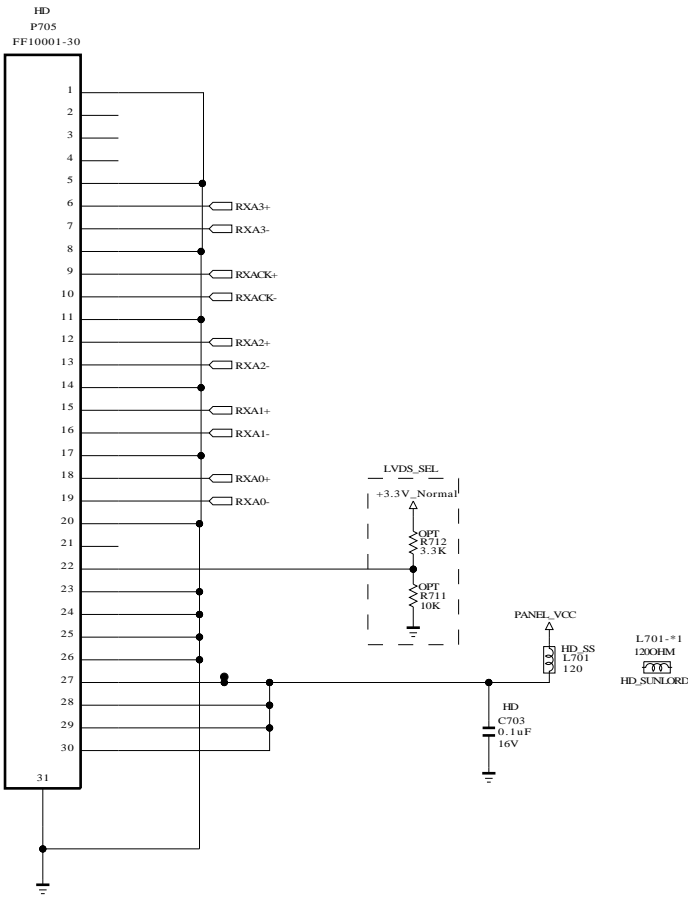 HD
P705
FF10001-30
1
2
3
4
5
6
RXA3+
7
RXA3-
8
9
RXACK+
10
RXACK-
11
12
RXA2+
13
RXA2-
14
15
RXA1+
16
RXA1-
17
18
RXA0+
19
RXA0-
20
21
22
23
24
25
26
27
28
29
30
31
LVDS_SEL
+3.3V_Normal
OPT
R712
3.3K
OPT
R711
10K
PANEL_VCC
HD_SS
L701
120
L701-*1
120OHM
HD_SUNLORD
HD
C703
0.1uF
16V